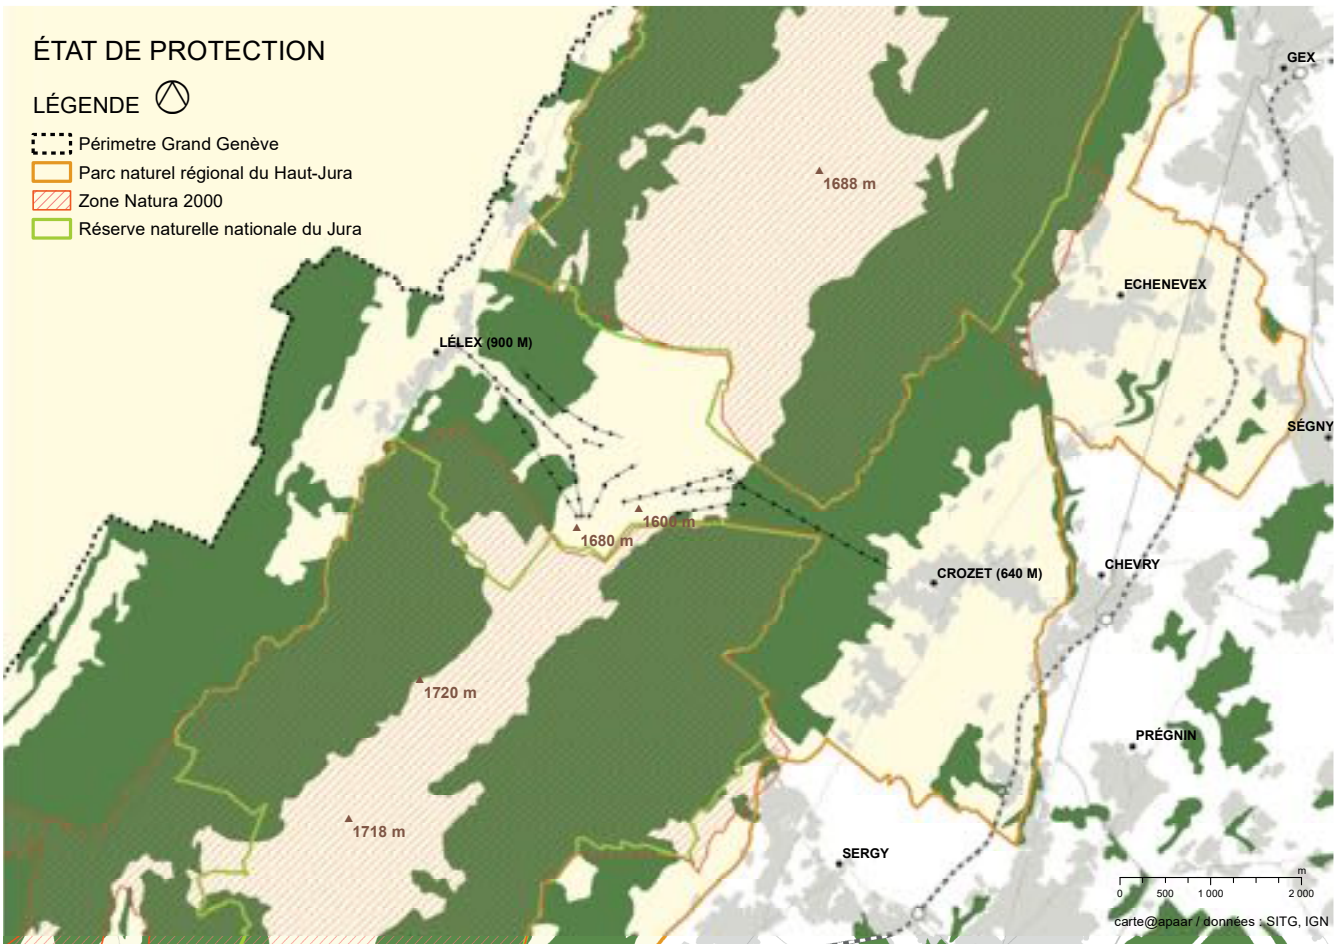 ÉTAT DE PROTECTION
LÉGENDE
Périmetre Grand Genève
Parc naturel régional du Haut-Jura
Zone Natura 2000
Réserve naturelle nationale du Jura
GEX
1688 m
ECHENEVEX
LÉLEX (900 M)
SÉGNY
1600 m
1680 m
CROZET (640 M)
CHEVRY
1720 m
PRÉGNIN
1718 m
SERGY
m
0 500 1 000 2 000
carte@apaar / données : SITG, IGN